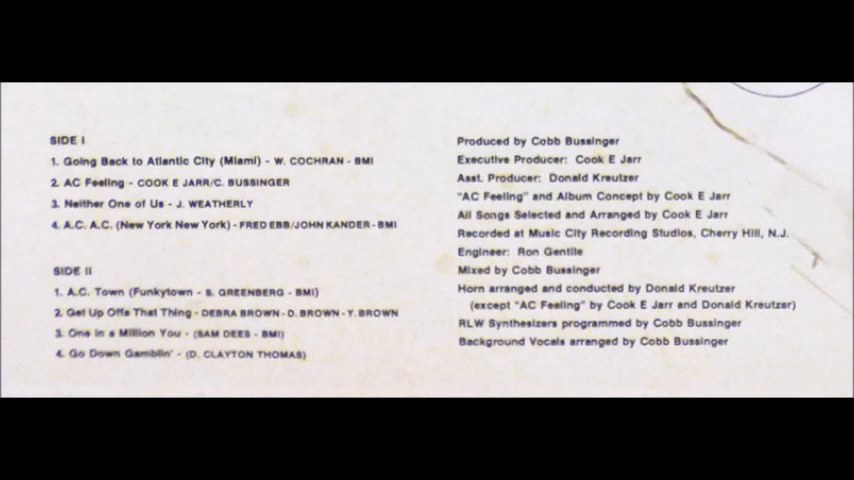 SIDE I
1. Going Back to Atlantic City (Miami) - W. COCHRAN - BMI
2. AC Feeling - COOK E JARR/C. BUSSINGER
3. Neither One of Us - J. WEATHERLY
4. A.C. A.C. (New York New York) - FRED EBB/JOHN KANDER - BMI
SIDE II
1. A.C. Town (Funkytown - S. GREENBERG - BMI)
2. Get Up Offa That Thing - DEBRA BROWN - D. BROWN - Y. BROWN
3. One in a Million You - (SAM DEES - BMI)
4. Go Down Gamblin' - (D. CLAYTON THOMAS)
Produced by Cobb Bussinger
Executive Producer: Cook E Jarr
Asst. Producer: Donald Kreutzer
"AC Feeling" and Album Concept by Cook E Jarr
All Songs Selected and Arranged by Cook E Jarr
Recorded at Music City Recording Studios, Cherry Hill, N.J.
Engineer: Ron Gentile
Mixed by Cobb Bussinger
Horn arranged and conducted by Donald Kreutzer
(except "AC Feeling" by Cook E Jarr and Donald Kreutzer)
RLW Synthesizers programmed by Cobb Bussinger
Background Vocals arranged by Cobb Bussinger